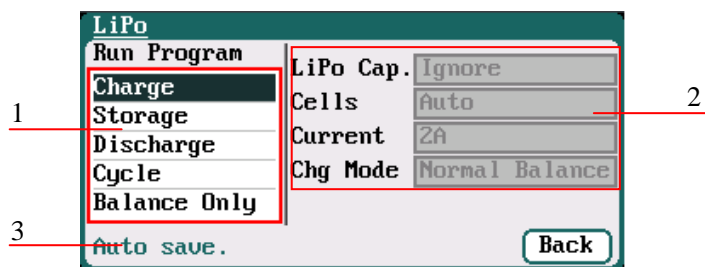 LiPo
Run Program
Charge
Storage
Discharge
Cycle
Balance Only
LiPo Cap. Ignore
Cells Auto
Current 2A
Chg Mode Normal Balance
Auto save.
Back
1
2
3